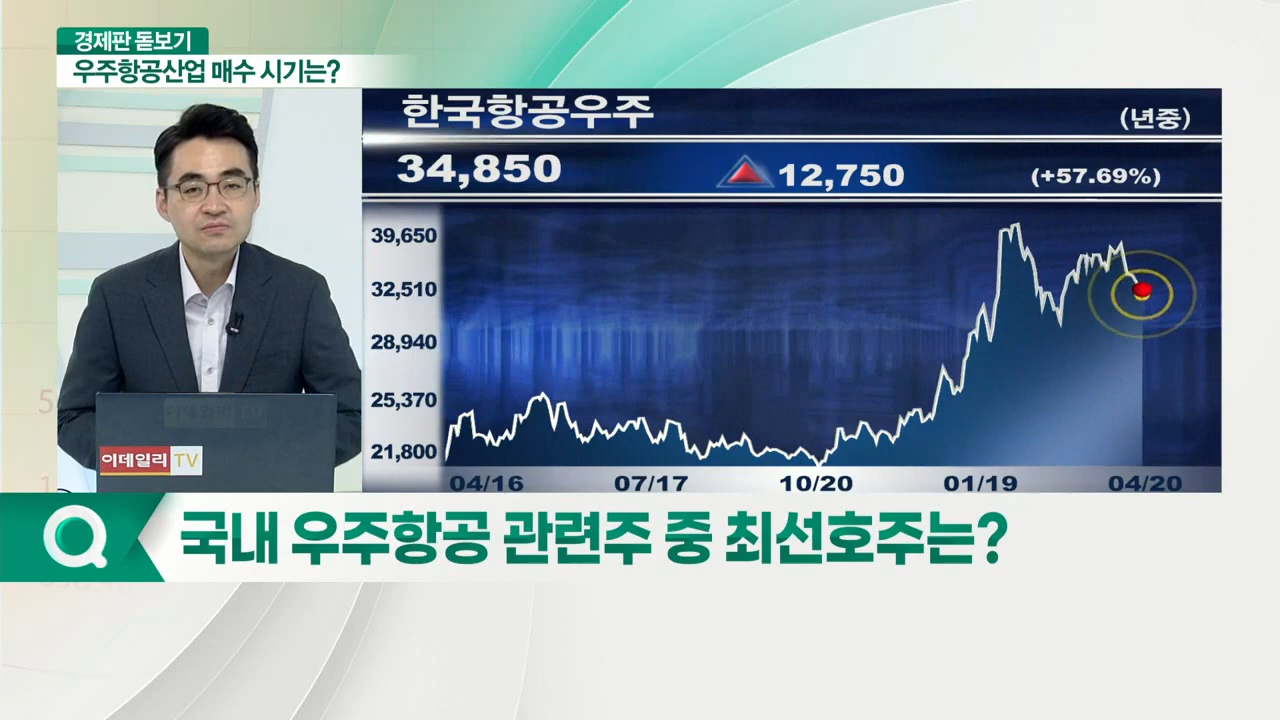 경제판 돋보기
우주항공산업 매수 시기는?
한국항공우주
(년중)
34,850
12,750
(+57.69%)
39,650
32,510
28,940
25,370
21,800
04/16
07/17
10/20
01/19
04/20
이데일리 TV
국내 우주항공 관련주 중 최선호주는?